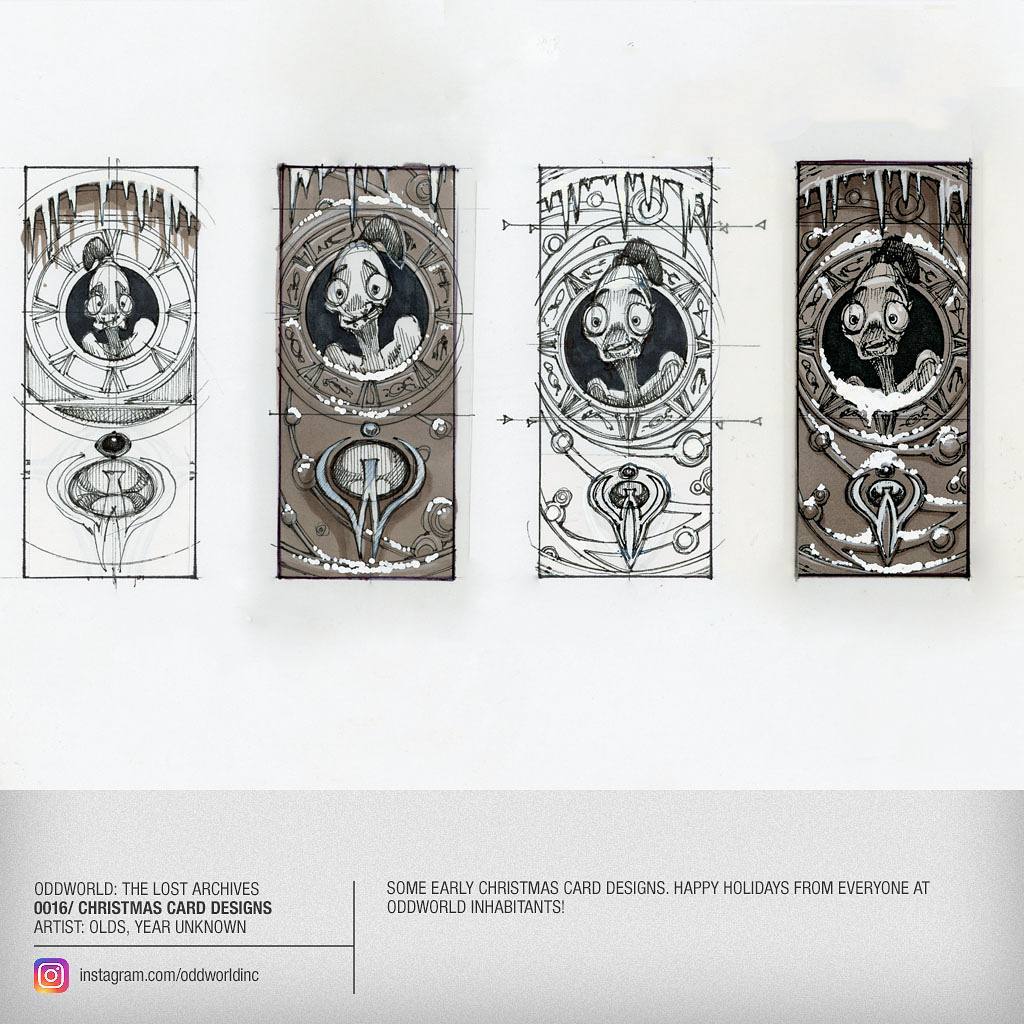 ODDWORLD: THE LOST ARCHIVES
0016/ CHRISTMAS CARD DESIGNS
ARTIST: OLDS, YEAR UNKNOWN
instagram.com/oddworldinc
SOME EARLY CHRISTMAS CARD DESIGNS. HAPPY HOLIDAYS FROM EVERYONE AT
ODDWORLD INHABITANTS!